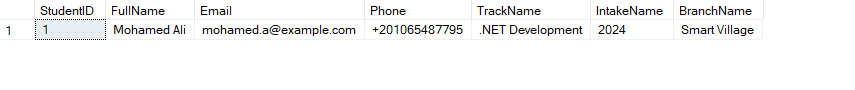 StudentID FullName Email Phone TrackName IntakeName BranchName
1 1 Mohamed Ali mohamed.a@example.com +201065487795 .NET Development 2024 Smart Village